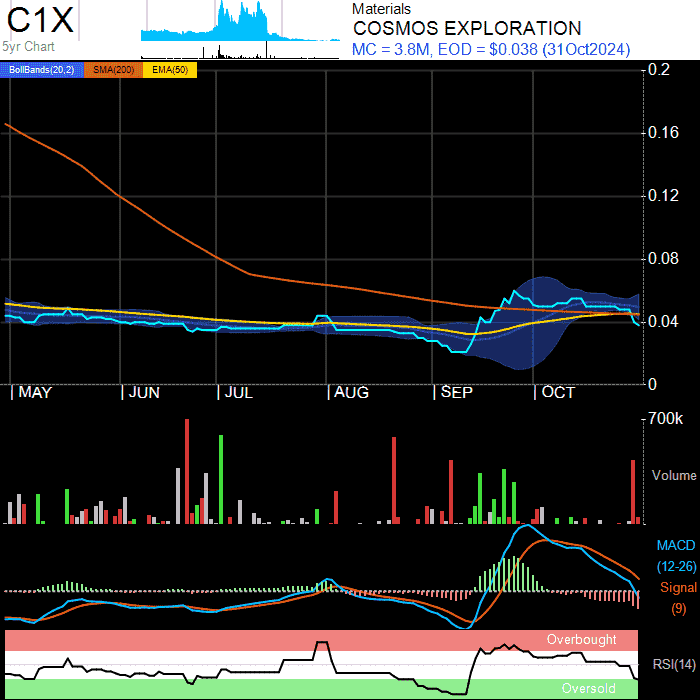 C1X
5yr Chart
Materials
COSMOS EXPLORATION
MC = 3.8M, EOD = $0.038 (31Oct2024)
BollBands(20,2) SMA(200) EMA(50)
0.2
0.16
0.12
0.08
0.04
0
MAY JUN JUL AUG SEP OCT
700k
Volume
MACD
(12-26)
Signal
(9)
Overbought
RSI(14)
Oversold